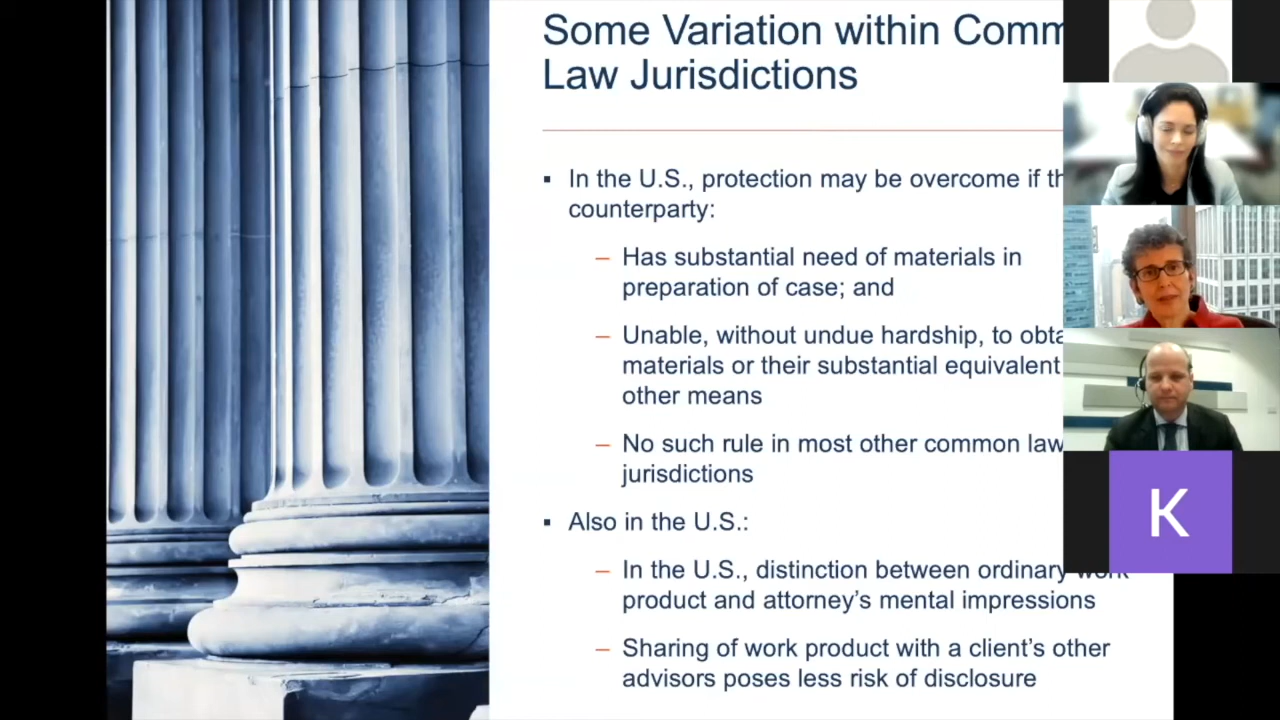 Some Variation within Comm
Law Jurisdictions
▪ In the U.S., protection may be overcome if th
counterparty:
– Has substantial need of materials in
preparation of case; and
– Unable, without undue hardship, to obta
materials or their substantial equivalent
other means
– No such rule in most other common law
jurisdictions
▪ Also in the U.S.:
– In the U.S., distinction between ordinary work
product and attorney's mental impressions
– Sharing of work product with a client's other
advisors poses less risk of disclosure
K